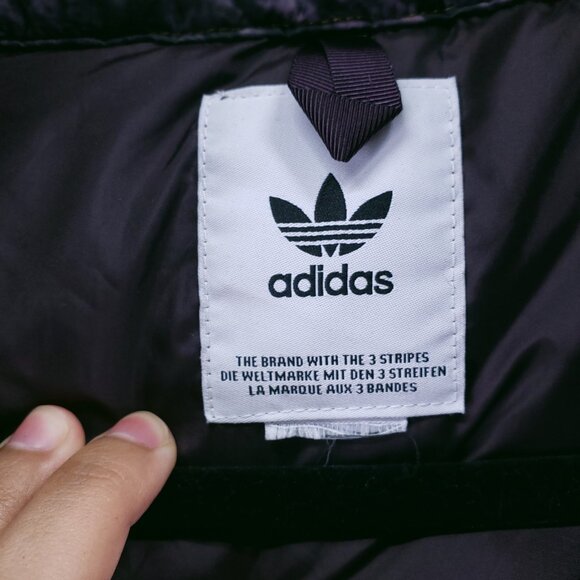 adidas
THE BRAND WITH THE 3 STRIPES
DIE WELTMARKE MIT DEN 3 STREIFEN
LA MARQUE AUX 3 BANDES